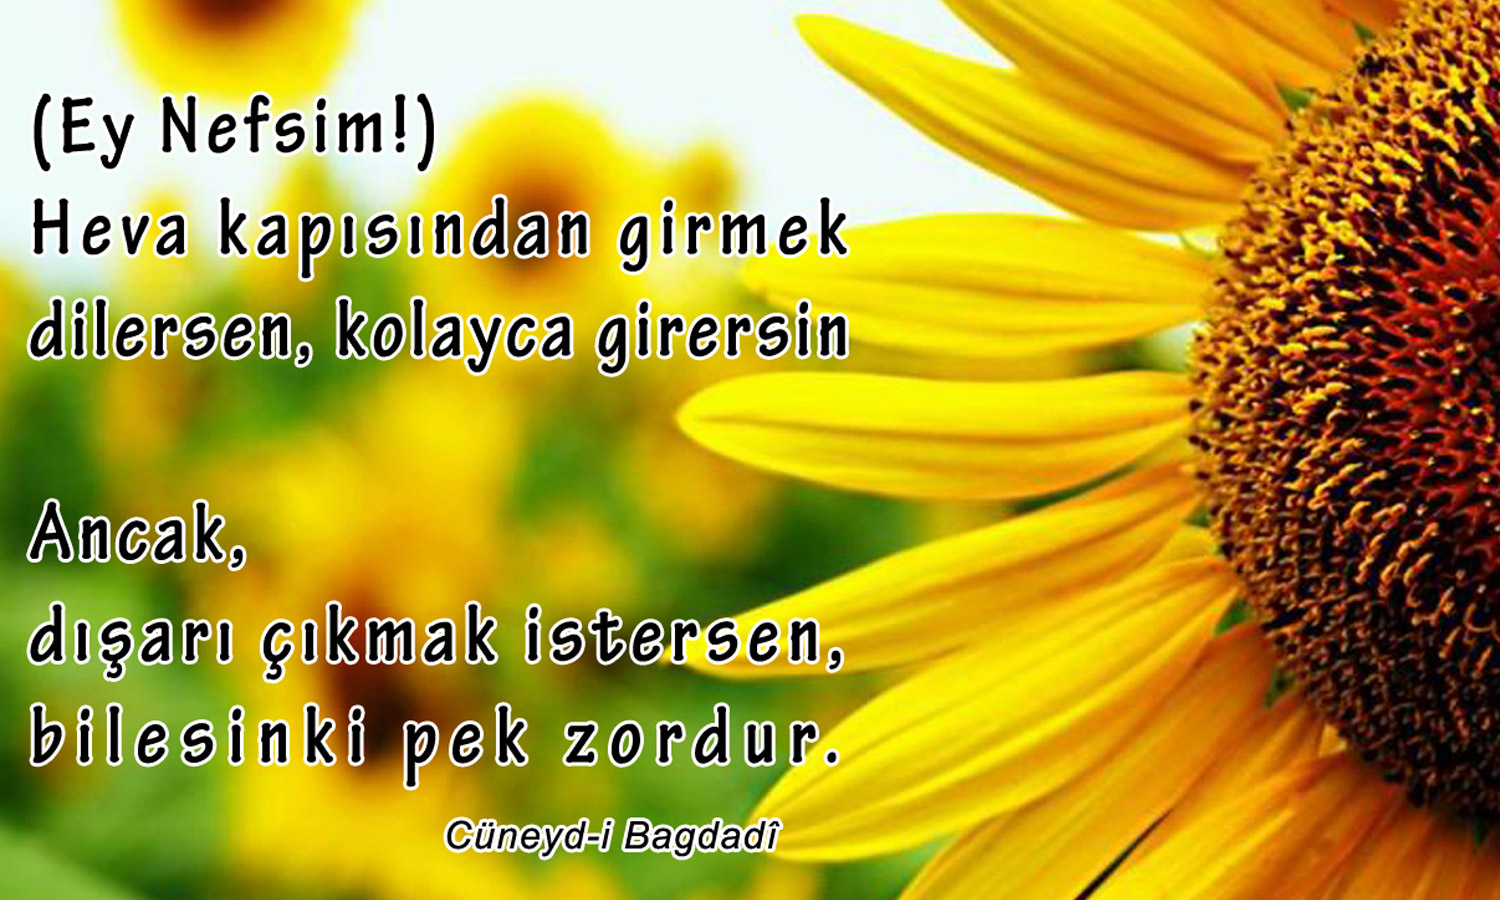 (Ey Nefsim!)
Heva kapısından girmek
dilersen, kolayca girersin
Ancak,
dışarı çıkmak istersen,
bilesinki pek zordur.
Cüneyd-i Bagdadî